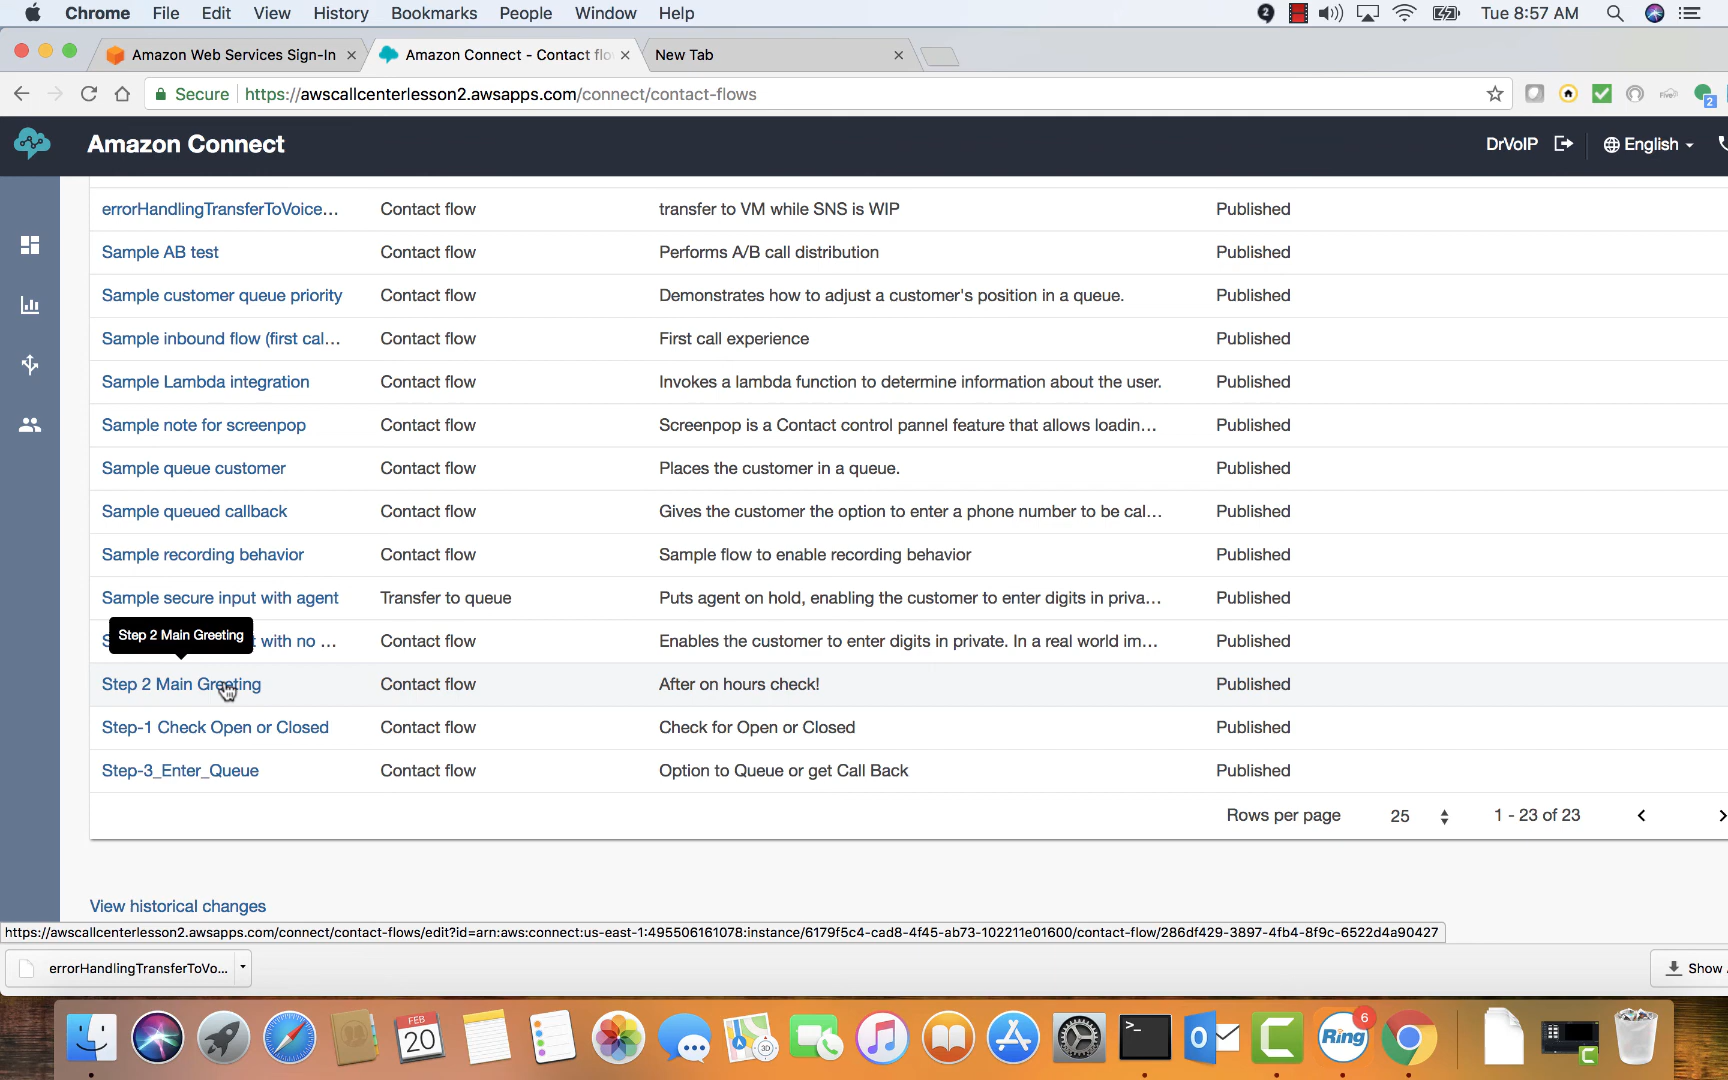 Chrome File Edit View History Bookmarks People Window Help
2 Tue 8:57 AM
Amazon Web Services Sign-In
Amazon Connect - Contact flo
New Tab
Secure https://awscallcenterlesson2.awsapps.com/connect/contact-flows
2
Amazon Connect
DrVoIP English
errorHandlingTransferToVoice... Contact flow transfer to VM while SNS is WIP Published
Sample AB test Contact flow Performs A/B call distribution Published
Sample customer queue priority Contact flow Demonstrates how to adjust a customer's position in a queue. Published
Sample inbound flow (first cal... Contact flow First call experience Published
Sample Lambda integration Contact flow Invokes a lambda function to determine information about the user. Published
Sample note for screenpop Contact flow Screenpop is a Contact control pannel feature that allows loadin... Published
Sample queue customer Contact flow Places the customer in a queue. Published
Sample queued callback Contact flow Gives the customer the option to enter a phone number to be cal... Published
Sample recording behavior Contact flow Sample flow to enable recording behavior Published
Sample secure input with agent Transfer to queue Puts agent on hold, enabling the customer to enter digits in priva... Published
Step 2 Main Greeting
with no ... Contact flow Enables the customer to enter digits in private. In a real world im... Published
Step 2 Main Greeting Contact flow After on hours check! Published
Step-1 Check Open or Closed Contact flow Check for Open or Closed Published
Step-3_Enter_Queue Contact flow Option to Queue or get Call Back Published
Rows per page 25 1 - 23 of 23
View historical changes
https://awscallcenterlesson2.awsapps.com/connect/contact-flows/edit?id=arn:aws:connect:us-east-1:495506161078:instance/6179f5c4-cad8-4f45-ab73-102211e01600/contact-flow/286df429-3897-4fb4-8f9c-6522d4a90427
errorHandlingTransferToVo...
Show
FEB
20
3D
Ring
6